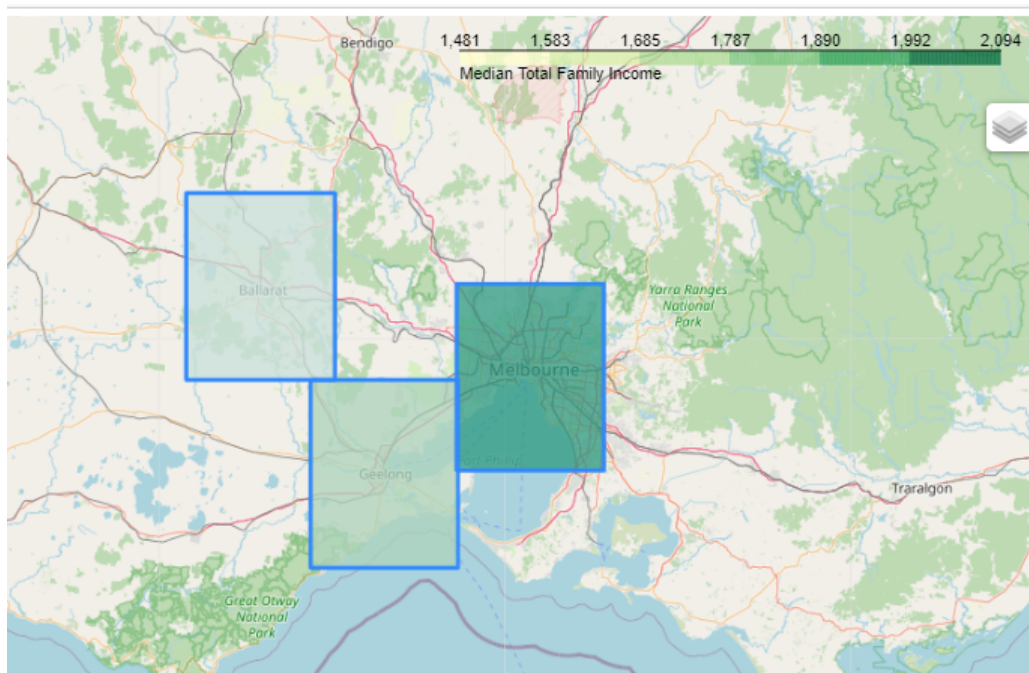 Bendigo
1,481 1,583 1,685 1,787 1,890 1,992 2,094
Median Total Family Income
Ballarat
Yarra Ranges
National
Park
Melbourne
Port Phillip
Geelong
Traralgon
Great Otway
National
Park